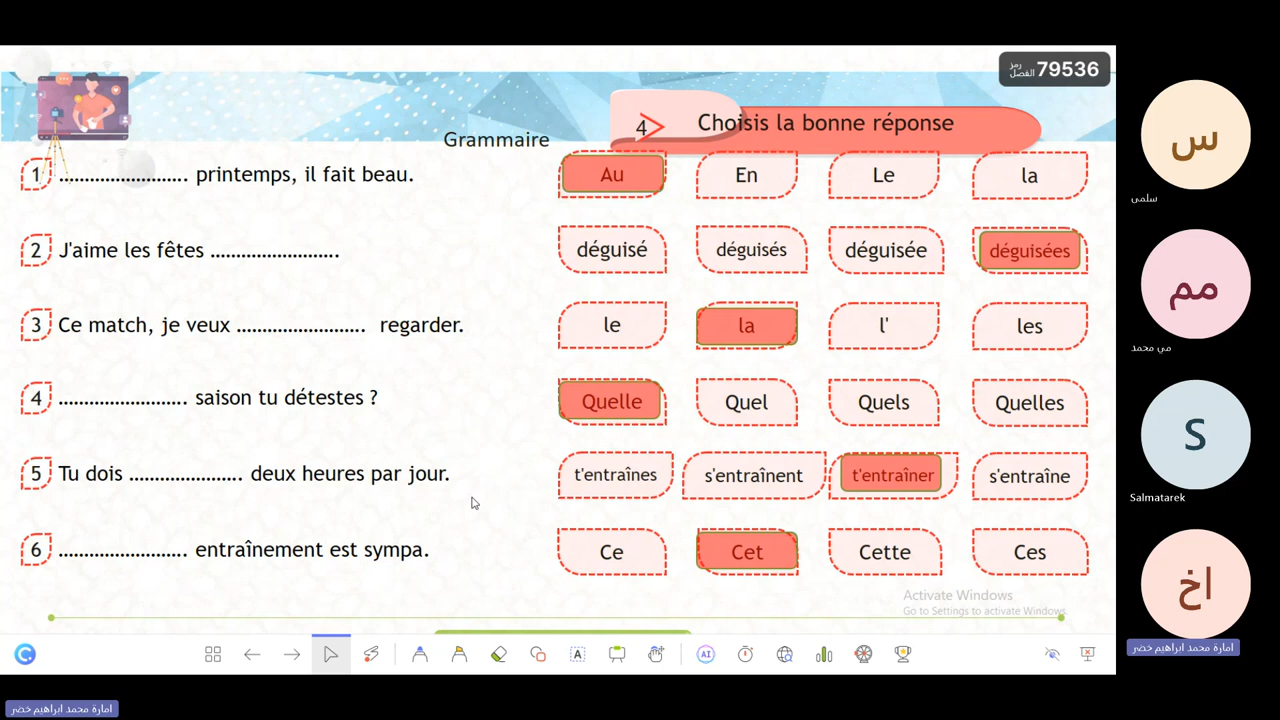 رمز الفصل 79536
Grammaire
4 Choisis la bonne réponse
1 ........................ printemps, il fait beau. Au En Le la
2 J'aime les fêtes ........................ déguisé déguisés déguisée déguisées
3 Ce match, je veux ........................ regarder. le la l' les
4 ........................ saison tu détestes ? Quelle Quel Quels Quelles
5 Tu dois ..................... deux heures par jour. t'entraînes s'entraînent t'entraîner s'entraîne
6 ........................ entraînement est sympa. Ce Cet Cette Ces
Activate Windows
Go to Settings to activate Windows.
AI
A
س
سلمى
مم
مي محمد
S
Salmatarek
اخ
امارة محمد ابراهيم خضر
امارة محمد ابراهيم خضر